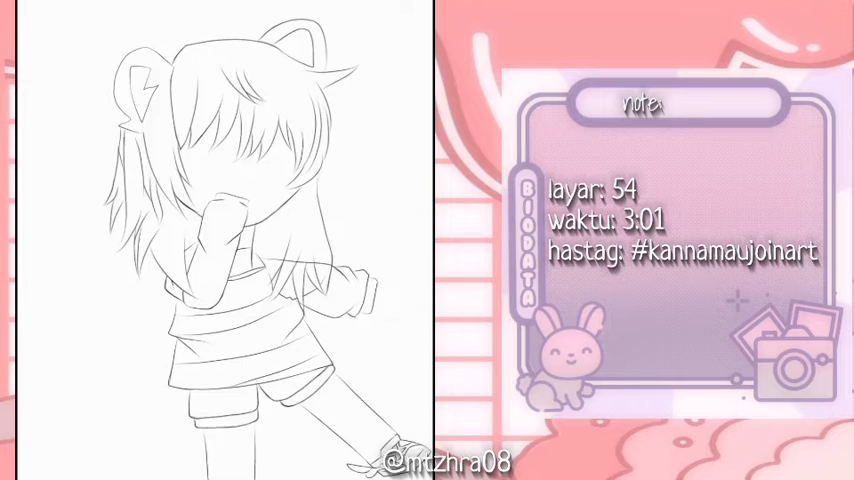 note:
BIODATA
layar: 54
waktu: 3:01
hastag: #kannamaujoinart
@mtzhra08